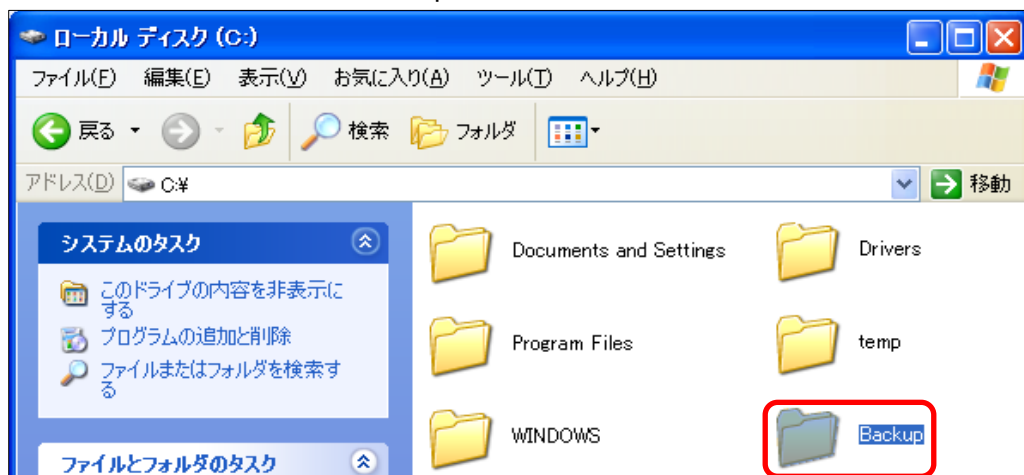 ローカル ディスク (C:)
ファイル(F) 編集(E) 表示(V) お気に入り(A) ツール(T) ヘルプ(H)
戻る 検索 フォルダ
アドレス(D) C:¥ 移動
システムのタスク
このドライブの内容を非表示に
する
プログラムの追加と削除
ファイルまたはフォルダを検索す
る
ファイルとフォルダのタスク
Documents and Settings
Drivers
Program Files
temp
WINDOWS
Backup